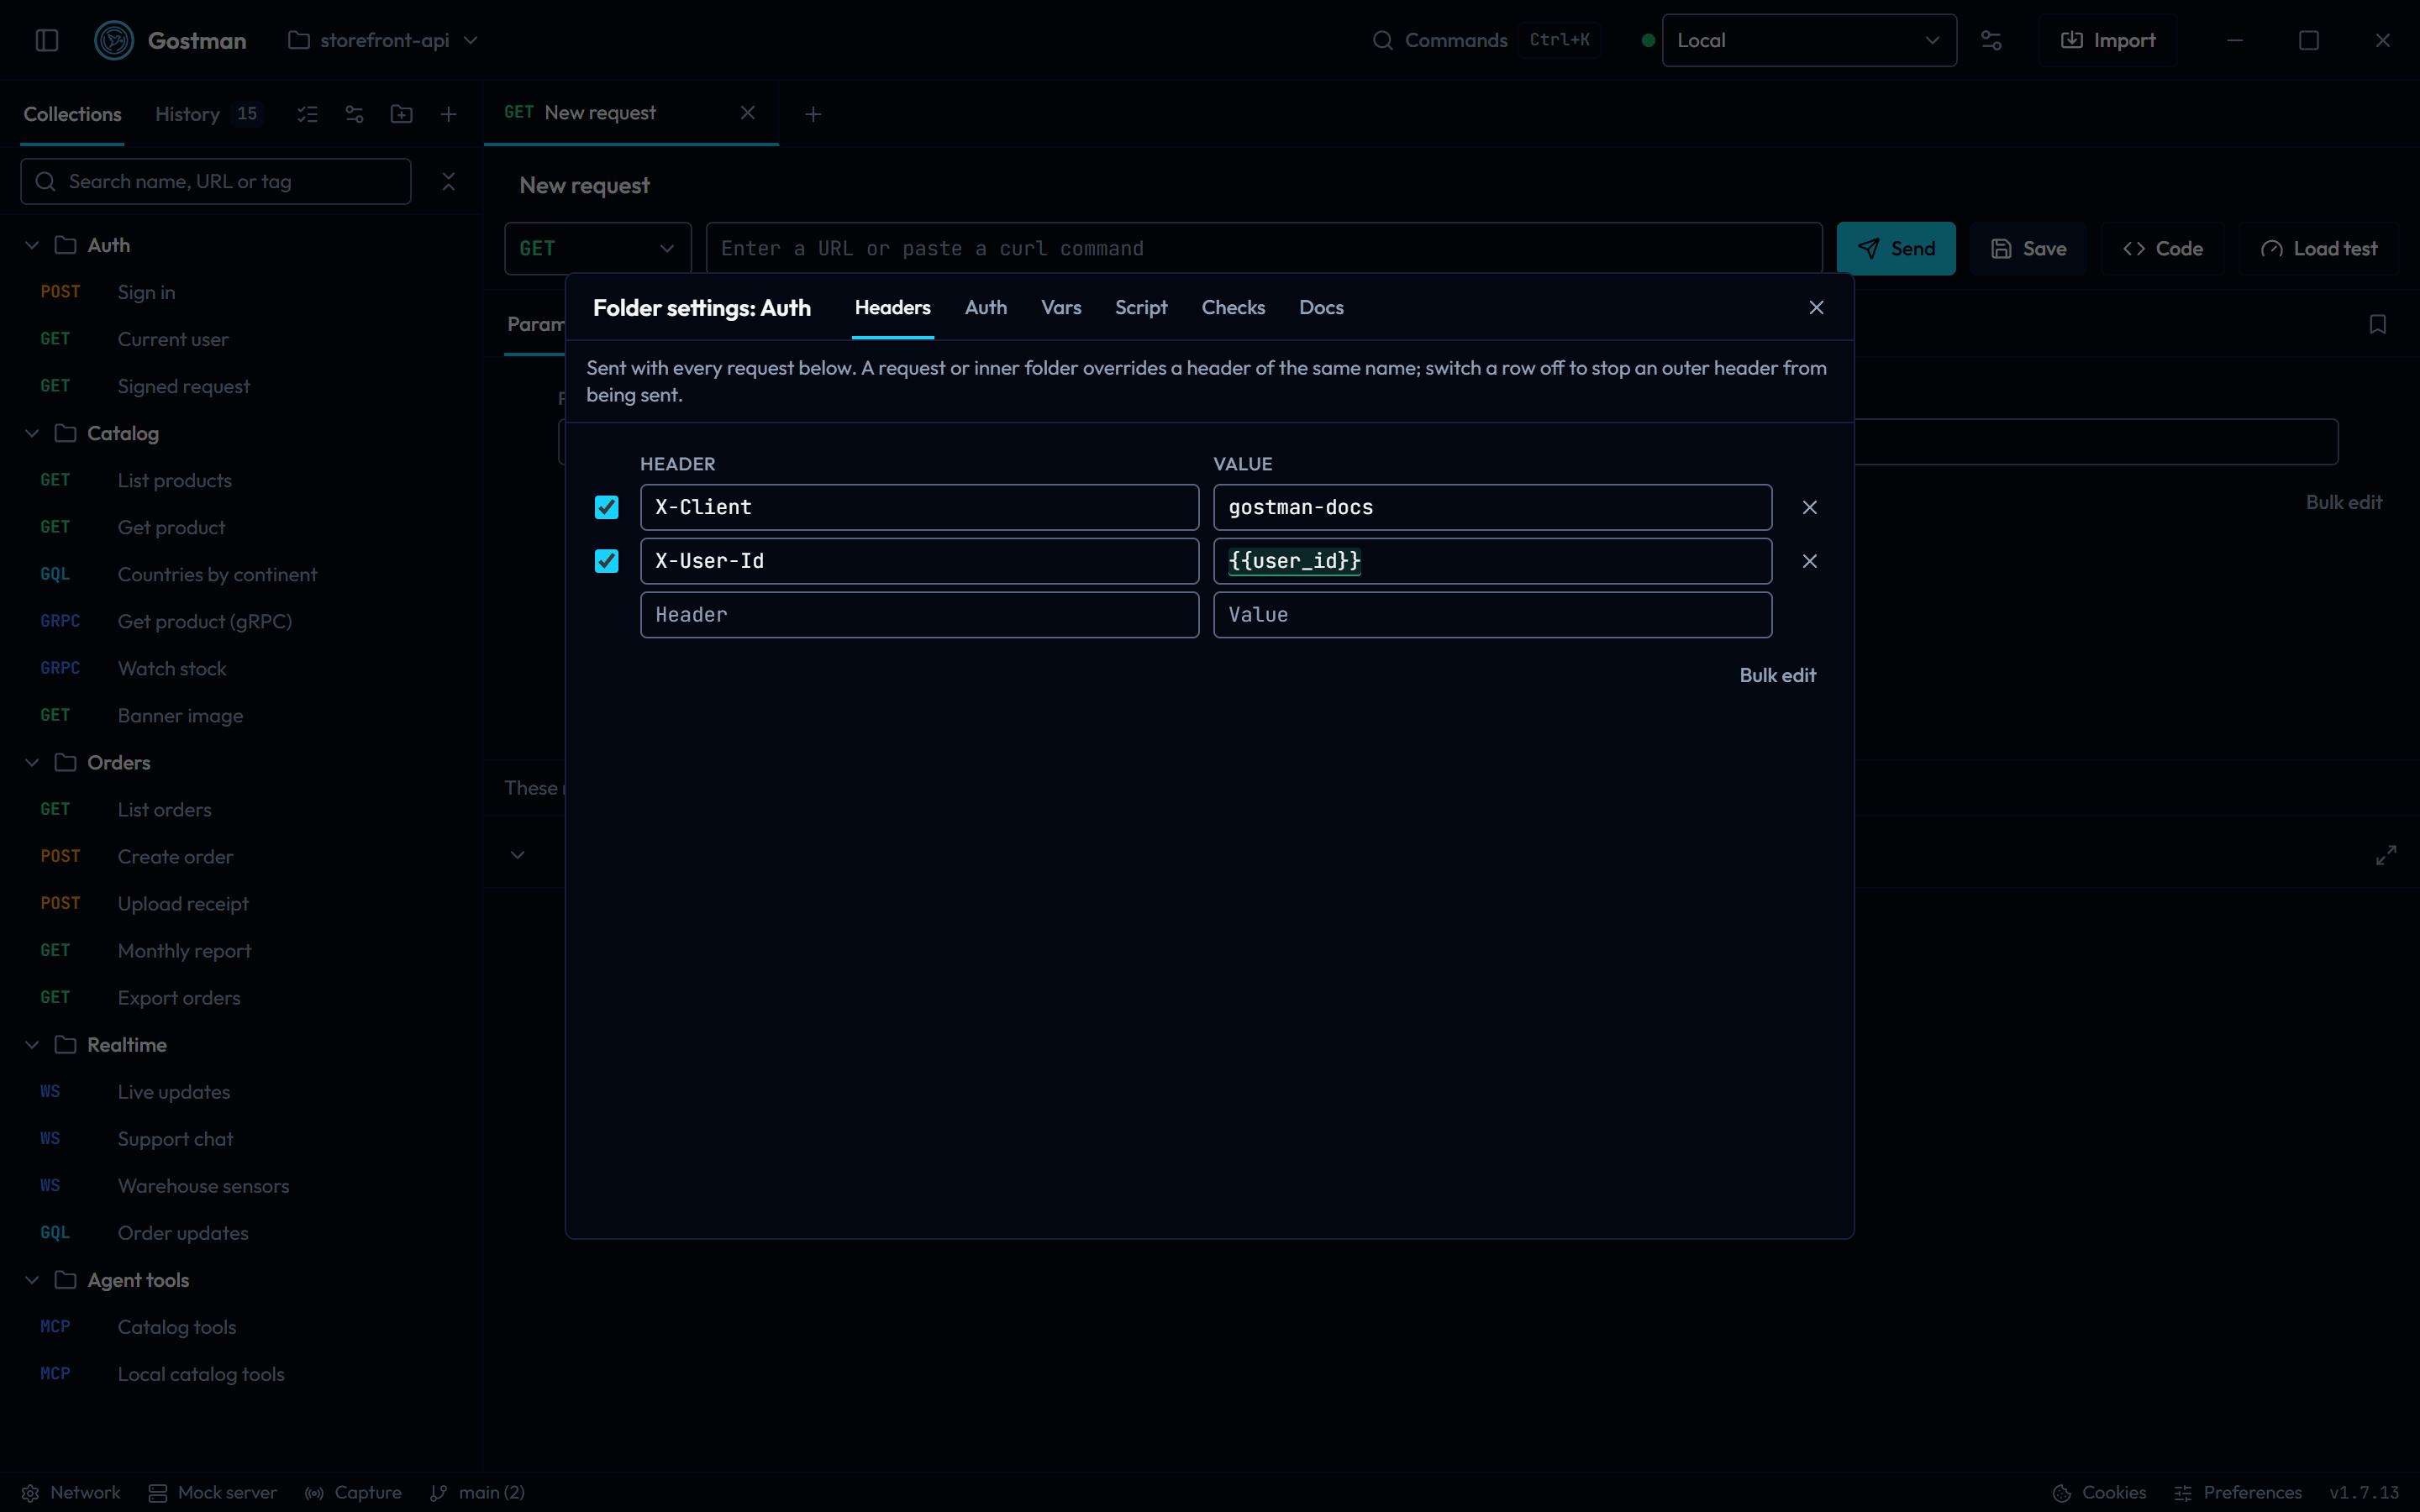 Gostman
storefront-api
Commands Ctrl+K
Local
Import
Collections
History 15
GET New request
Search name, URL or tag
New request
GET
Enter a URL or paste a curl command
Send
Save
Code
Load test
Auth
POST Sign in
GET Current user
GET Signed request
Catalog
GET List products
GET Get product
GQL Countries by continent
GRPC Get product (gRPC)
GRPC Watch stock
GET Banner image
Orders
GET List orders
POST Create order
POST Upload receipt
GET Monthly report
GET Export orders
Realtime
WS Live updates
WS Support chat
WS Warehouse sensors
GQL Order updates
Agent tools
MCP Catalog tools
MCP Local catalog tools
Param
Bulk edit
These
Folder settings: Auth
Headers
Auth
Vars
Script
Checks
Docs
Sent with every request below. A request or inner folder overrides a header of the same name; switch a row off to stop an outer header from
being sent.
HEADER VALUE
X-Client gostman-docs
X-User-Id {{user_id}}
Header Value
Bulk edit
Network
Mock server
Capture
main (2)
Cookies
Preferences
v1.7.13